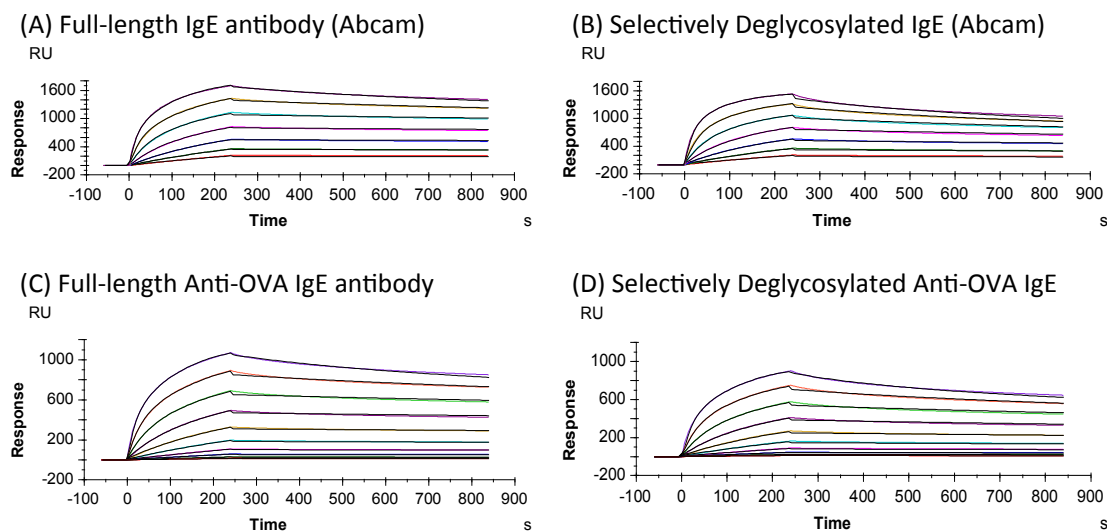 (A) Full-length IgE antibody (Abcam)
RU
1600
1000
400
-200
Response
-100 0 100 200 300 400 500 600 700 800 900
Time s
(B) Selectively Deglycosylated IgE (Abcam)
RU
1600
1000
400
-200
Response
-100 0 100 200 300 400 500 600 700 800 900
Time s
(C) Full-length Anti-OVA IgE antibody
RU
1000
600
200
-200
Response
-100 0 100 200 300 400 500 600 700 800 900
Time s
(D) Selectively Deglycosylated Anti-OVA IgE
RU
1000
600
200
-200
Response
-100 0 100 200 300 400 500 600 700 800 900
Time s